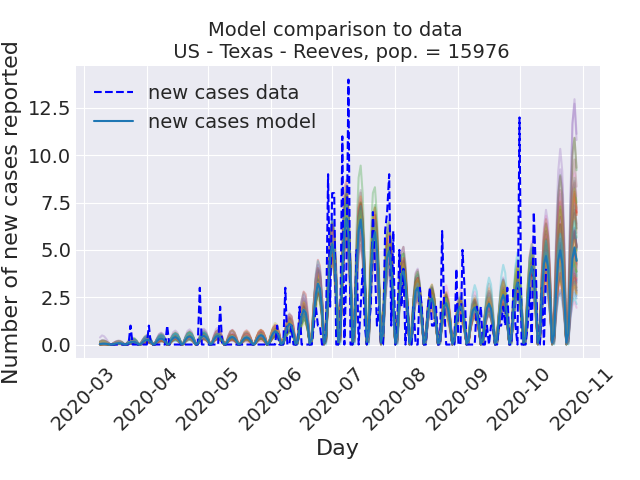 Model comparison to data
US - Texas - Reeves, pop. = 15976
Number of new cases reported
12.5
10.0
7.5
5.0
2.5
0.0
new cases data
new cases model
2020-03
2020-04
2020-05
2020-06
2020-07
2020-08
2020-09
2020-10
2020-11
Day